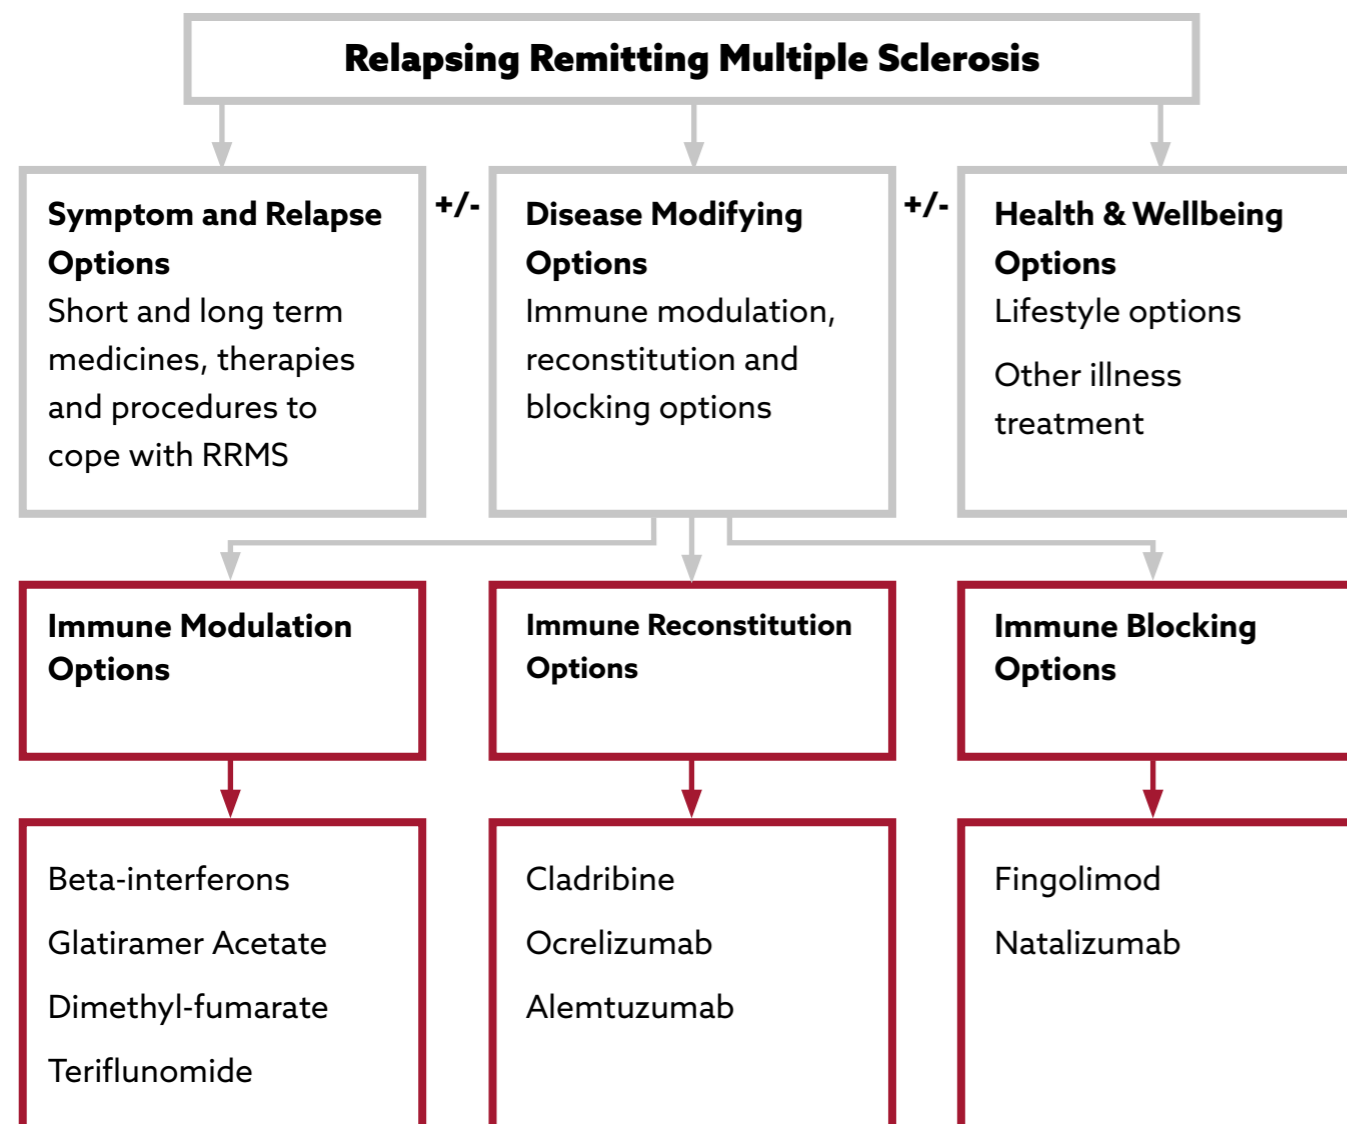 Relapsing Remitting Multiple Sclerosis
Symptom and Relapse
Options
Short and long term
medicines, therapies
and procedures to
cope with RRMS
+/-
Disease Modifying
Options
Immune modulation,
reconstitution and
blocking options
+/-
Health & Wellbeing
Options
Lifestyle options
Other illness
treatment
Immune Modulation
Options
Immune Reconstitution
Options
Immune Blocking
Options
Beta-interferons
Glatiramer Acetate
Dimethyl-fumarate
Teriflunomide
Cladribine
Ocrelizumab
Alemtuzumab
Fingolimod
Natalizumab